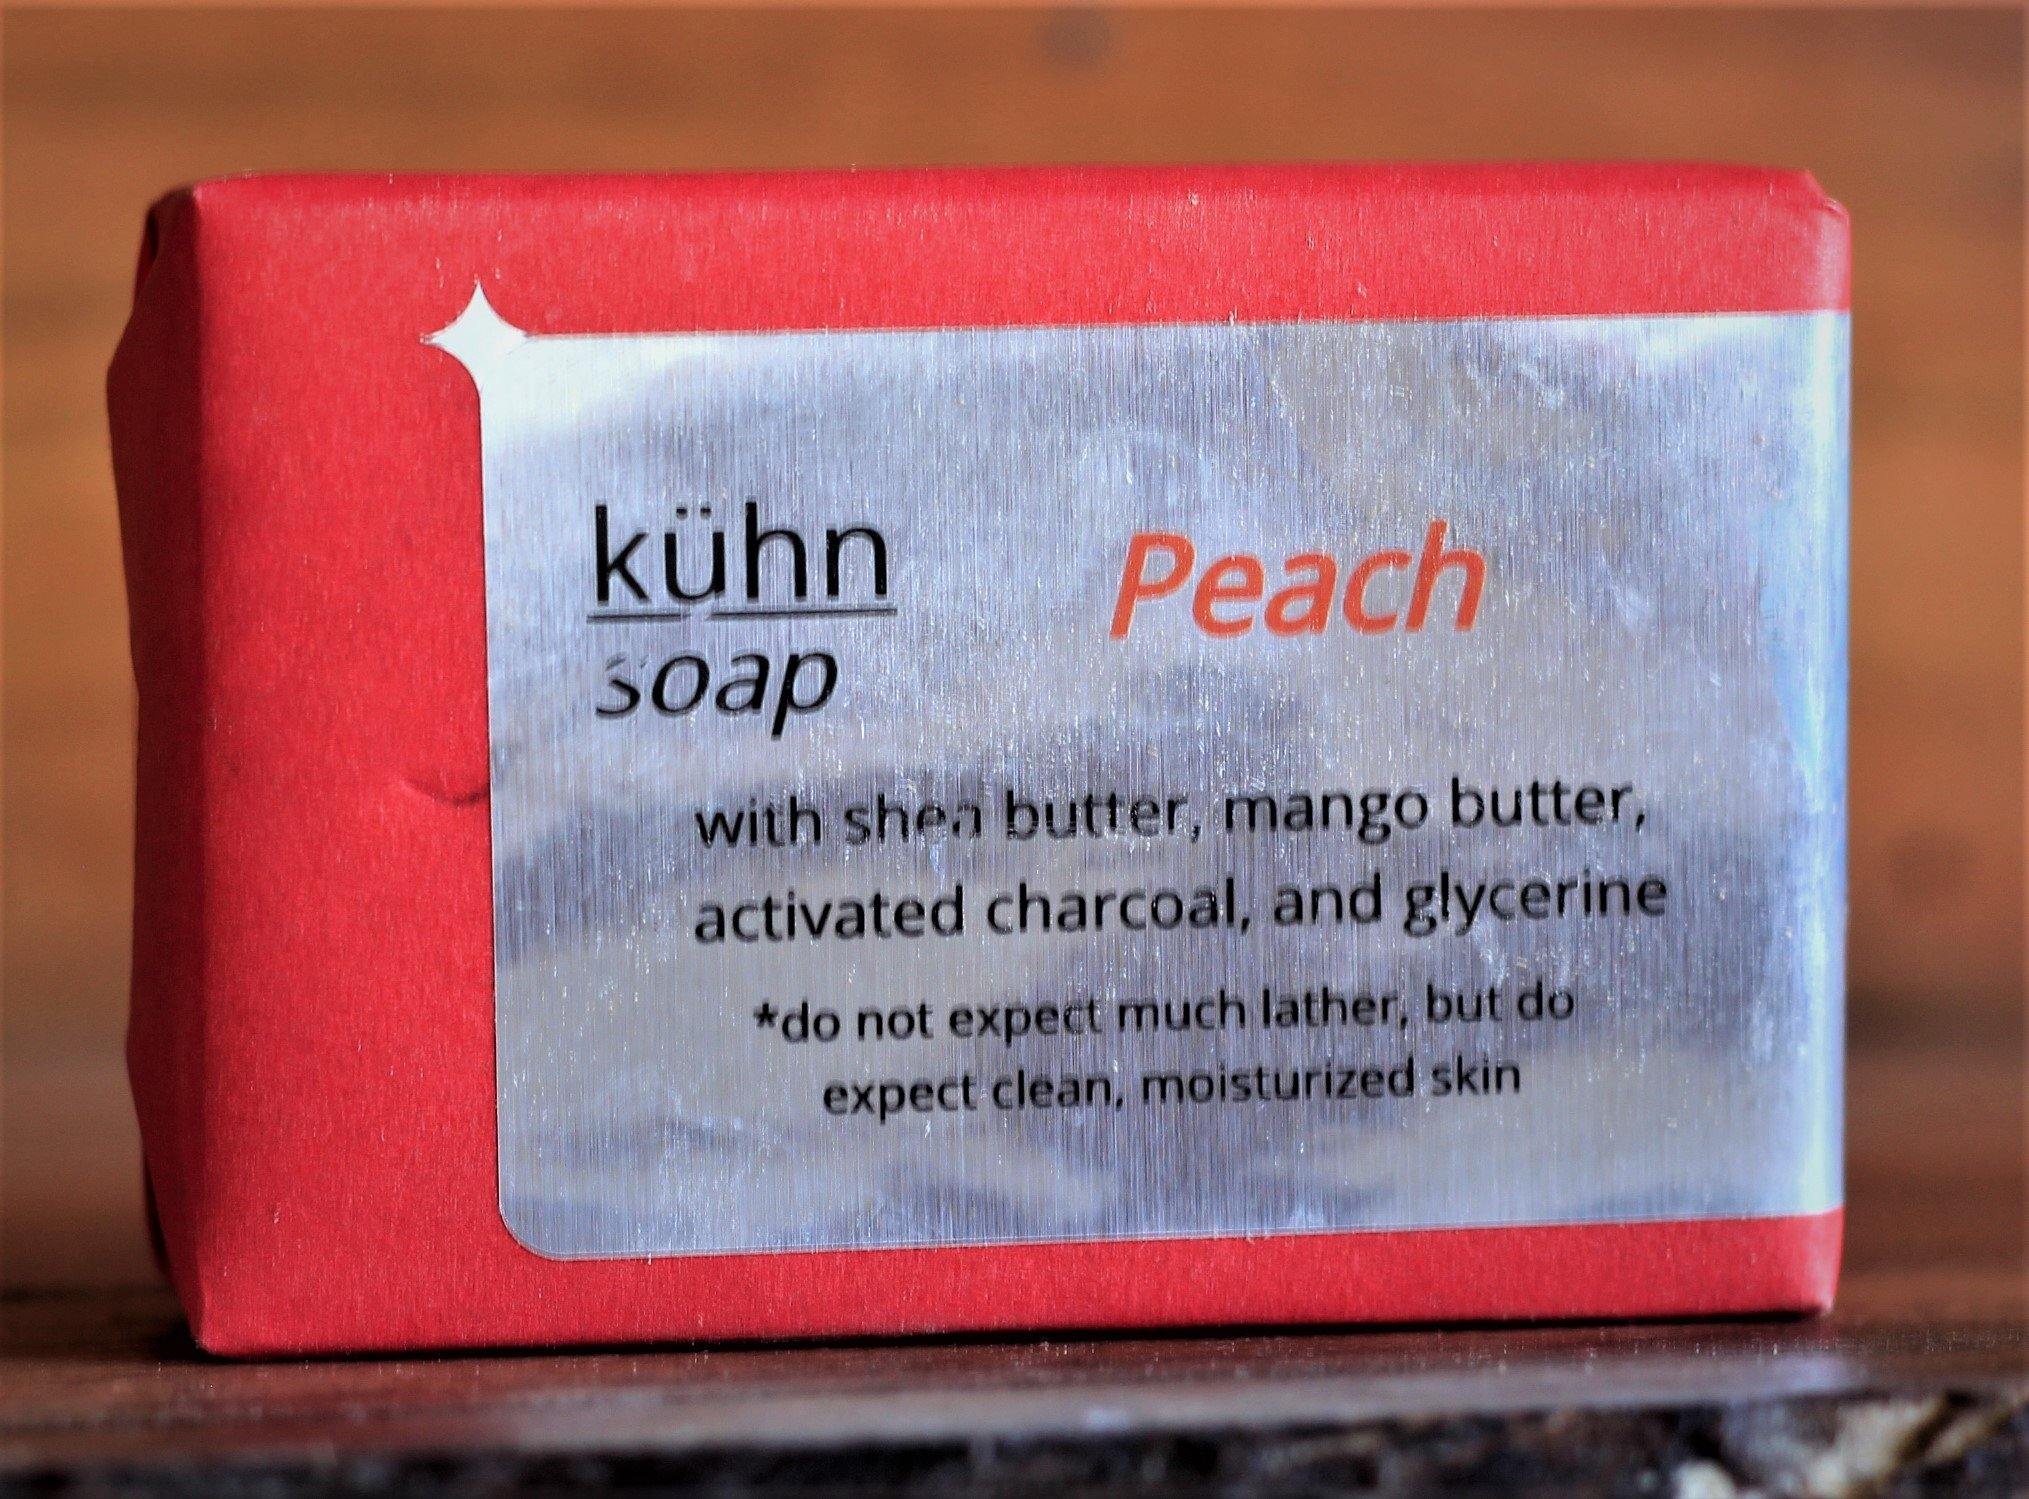 kühn
soap
Peach
with shea butter, mango butter,
activated charcoal, and glycerine
*do not expect much lather, but do
expect clean, moisturized skin